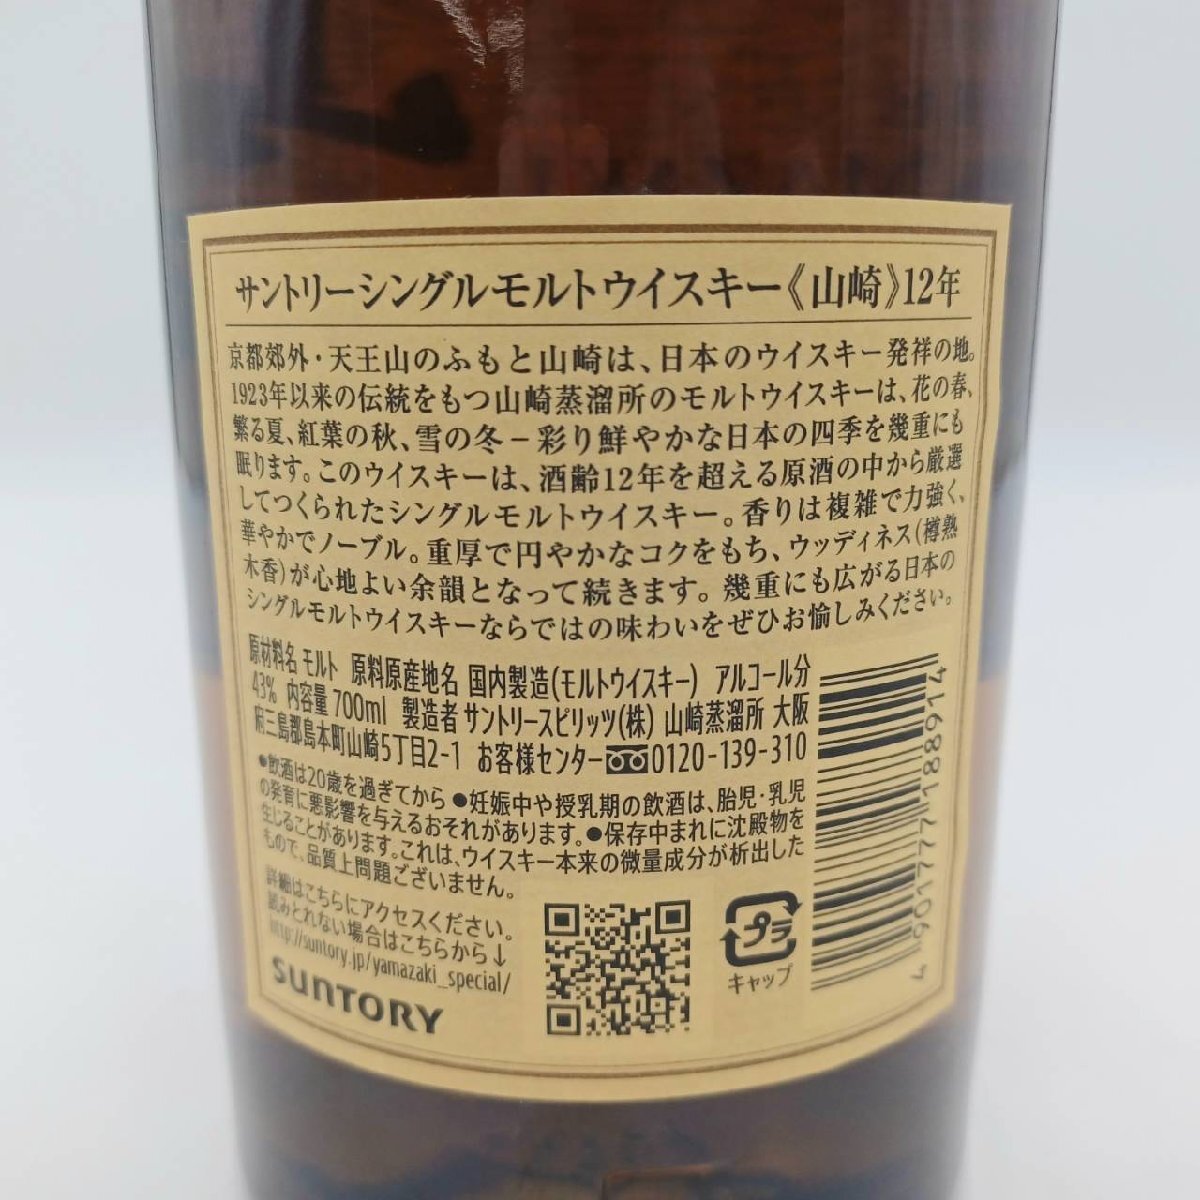 サントリーシングルモルトウイスキー《山崎》12年
京都郊外・天王山のふもと山崎は、日本のウイスキー発祥の地。
1923年以来の伝統をもつ山崎蒸溜所のモルトウイスキーは、花の春、
繁る夏、紅葉の秋、雪の冬－彩り鮮やかな日本の四季を幾重にも
眠ります。このウイスキーは、酒齢12年を超える原酒の中から厳選
してつくられたシングルモルトウイスキー。香りは複雑で力強く、
華やかでノーブル。重厚で円やかなコクをもち、ウッディネス(樽熟
木香)が心地よい余韻となって続きます。幾重にも広がる日本の
シングルモルトウイスキーならではの味わいをぜひお愉しみください。
原材料名 モルト 原料原産地名 国内製造(モルトウイスキー) アルコール分
43% 内容量 700ml 製造者 サントリースピリッツ(株) 山崎蒸溜所 大阪
府三島郡島本町山崎5丁目2-1 お客様センター 0120-139-310
●飲酒は20歳を過ぎてから ●妊娠中や授乳期の飲酒は、胎児・乳児
の発育に悪影響を与えるおそれがあります。●保存中まれに沈殿物を
生じることがあります。これは、ウイスキー本来の微量成分が析出した
もので、品質上問題ございません。
詳細はこちらにアクセスください。
読みとれない場合はこちらから↓
http://suntory.jp/yamazaki_special/
SUNTORY
プラ
キャップ
4901777188914